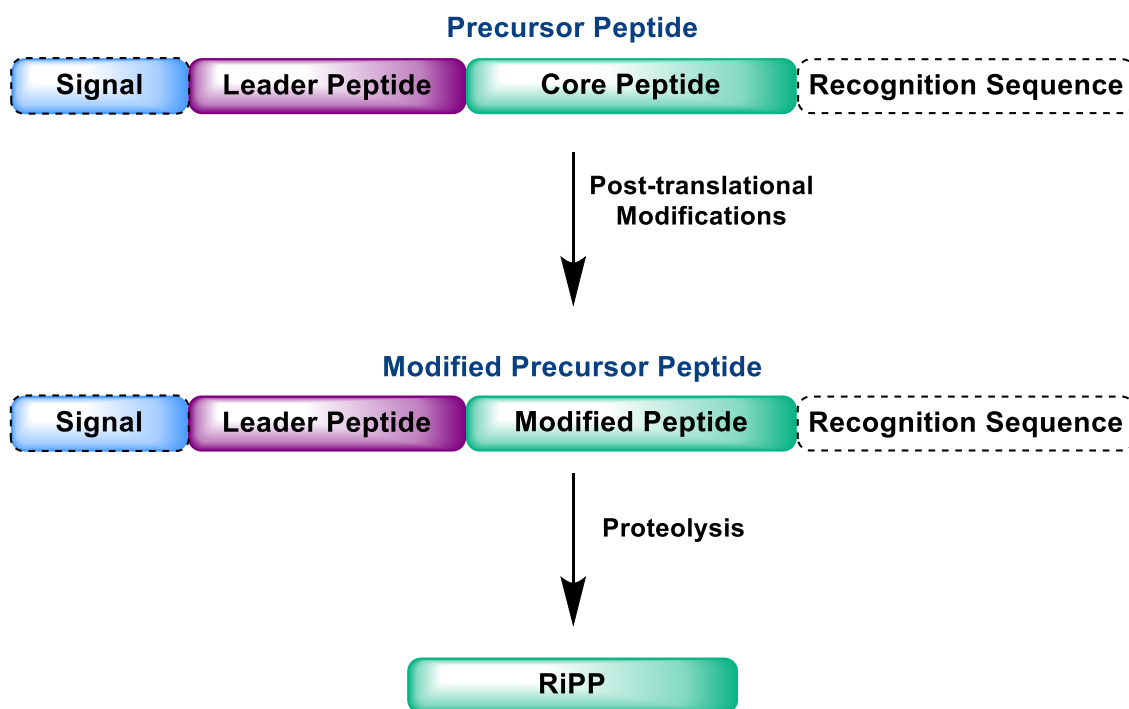 Precursor Peptide
Signal Leader Peptide Core Peptide Recognition Sequence
Post-translational
Modifications
Modified Precursor Peptide
Signal Leader Peptide Modified Peptide Recognition Sequence
Proteolysis
RiPP